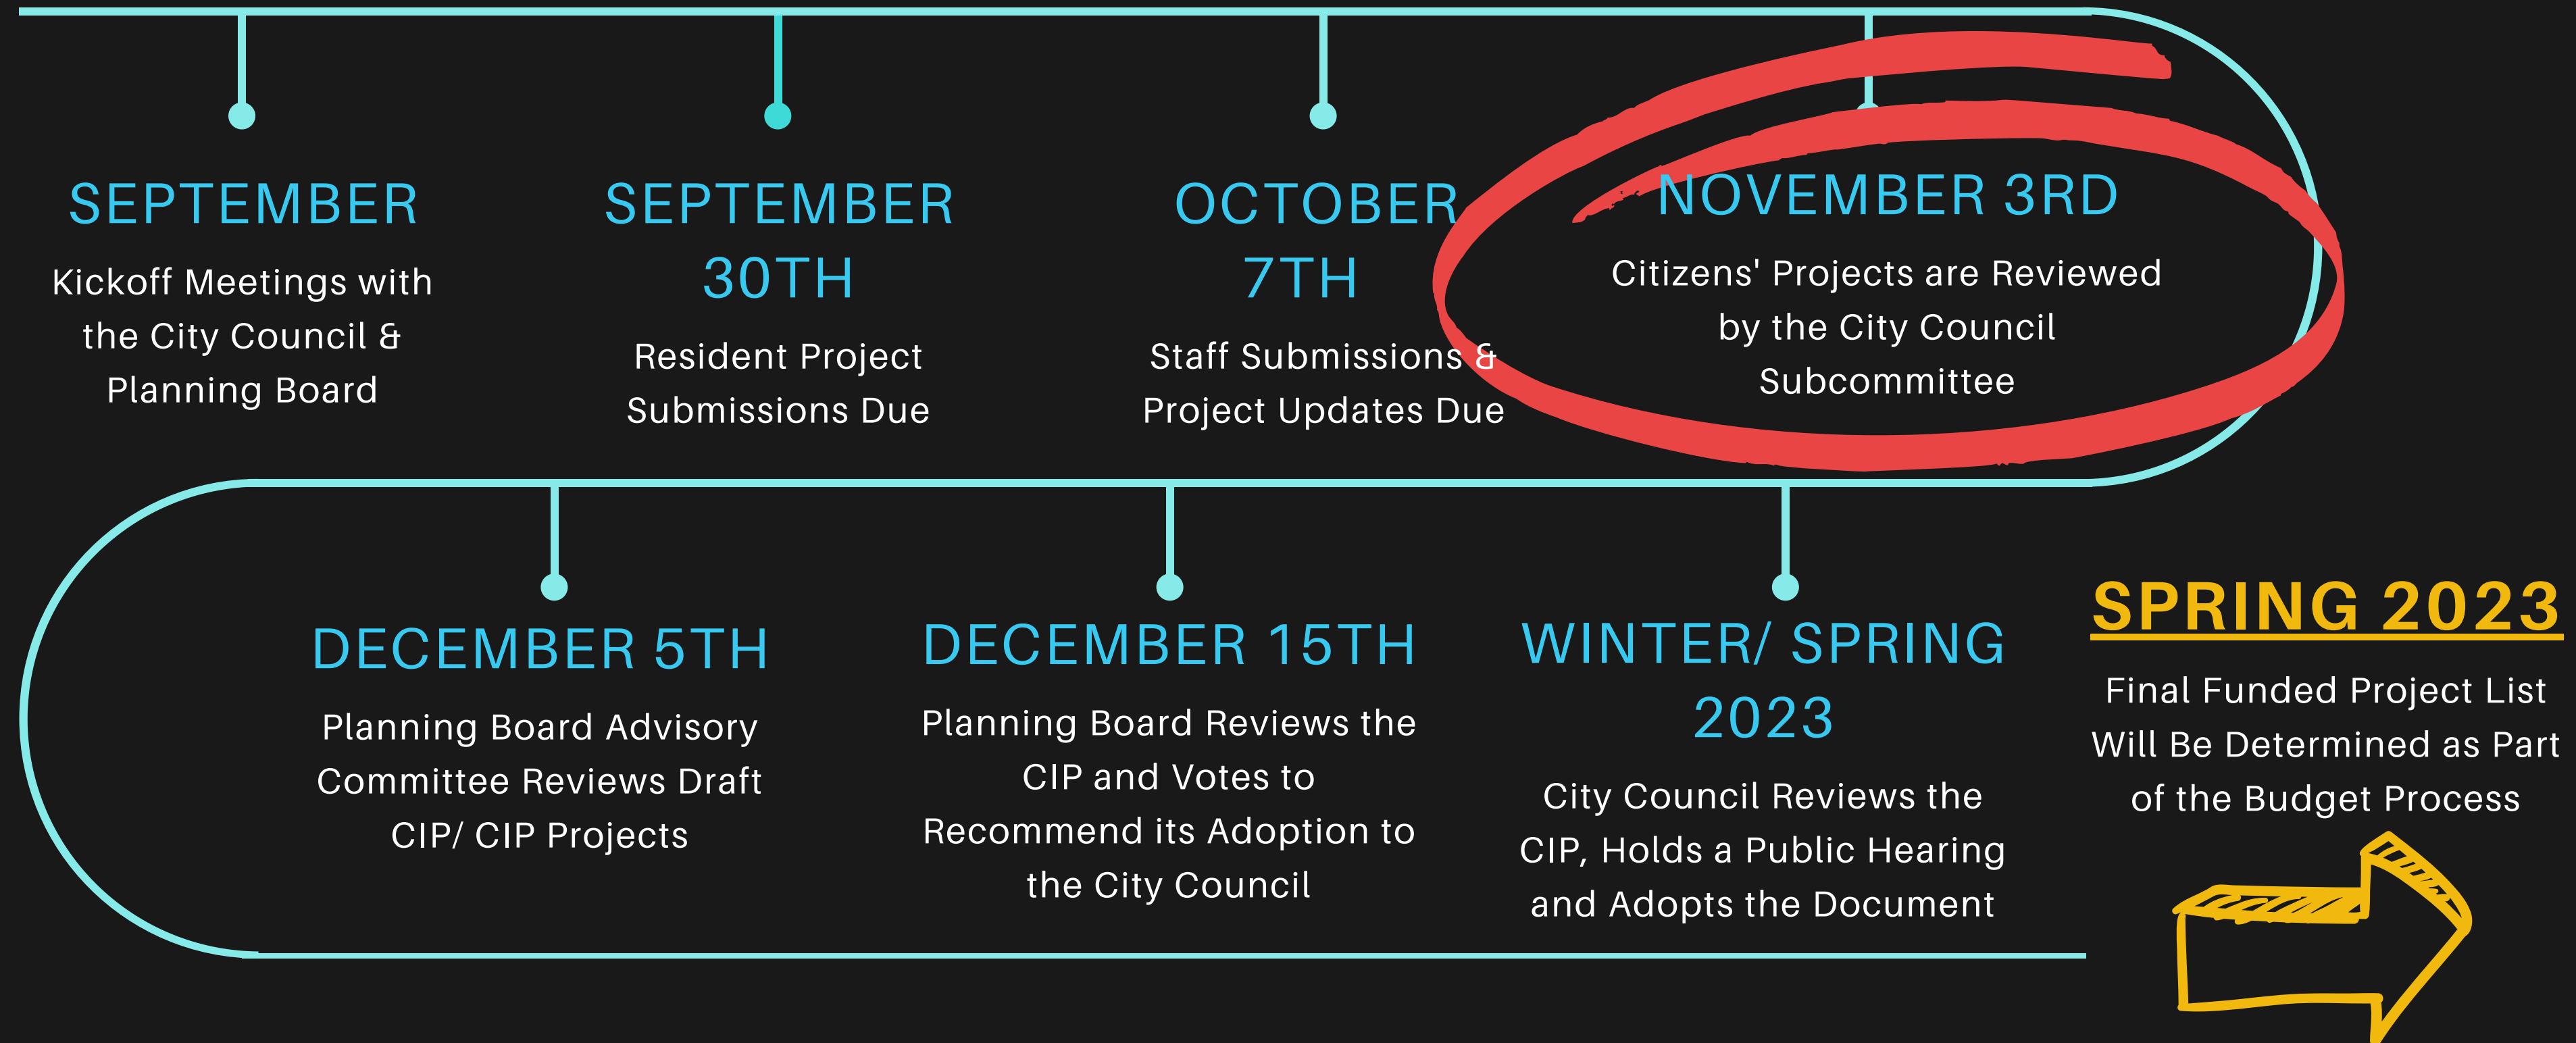 SEPTEMBER
Kickoff Meetings with
the City Council &
Planning Board
SEPTEMBER
30TH
Resident Project
Submissions Due
OCTOBER
7TH
Staff Submissions &
Project Updates Due
NOVEMBER 3RD
Citizens' Projects are Reviewed
by the City Council
Subcommittee
DECEMBER 5TH
Planning Board Advisory
Committee Reviews Draft
CIP/ CIP Projects
DECEMBER 15TH
Planning Board Reviews the
CIP and Votes to
Recommend its Adoption to
the City Council
WINTER/ SPRING
2023
City Council Reviews the
CIP, Holds a Public Hearing
and Adopts the Document
SPRING 2023
Final Funded Project List
Will Be Determined as Part
of the Budget Process